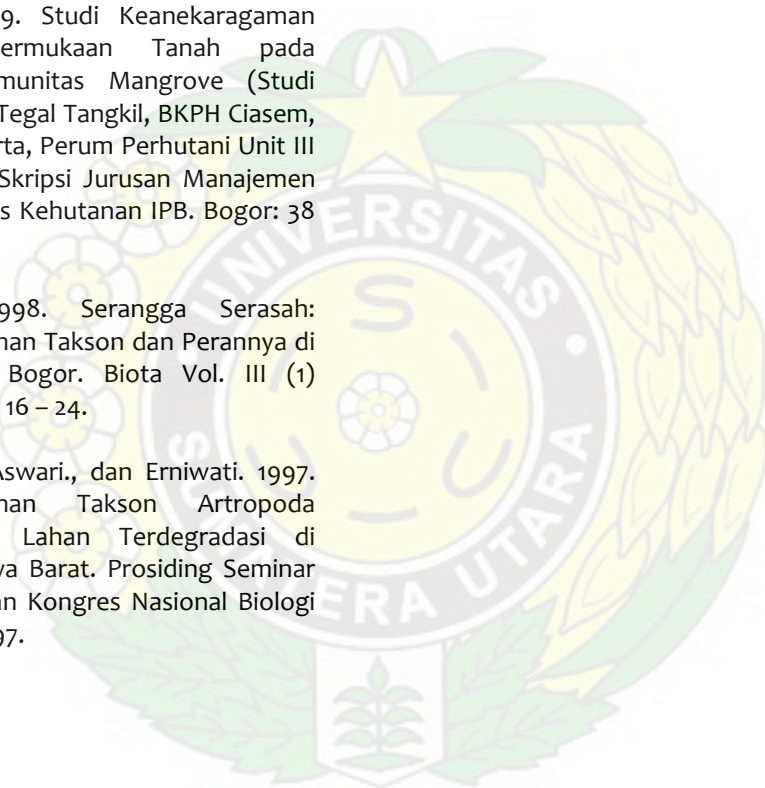 9. Studi Keanekaragaman
ermukaan Tanah pada
munitas Mangrove (Studi
Tegal Tangkil, BKPH Ciasem,
rta, Perum Perhutani Unit III
Skripsi Jurusan Manajemen
s Kehutanan IPB. Bogor: 38
998. Serangga Serasah:
nan Takson dan Perannya di
Bogor. Biota Vol. III (1)
16 – 24.
Aswari., dan Erniwati. 1997.
nan Takson Artropoda
Lahan Terdegradasi di
va Barat. Prosiding Seminar
an Kongres Nasional Biologi
97.
UNIVERSITAS
SUMATERA UTARA
S
U